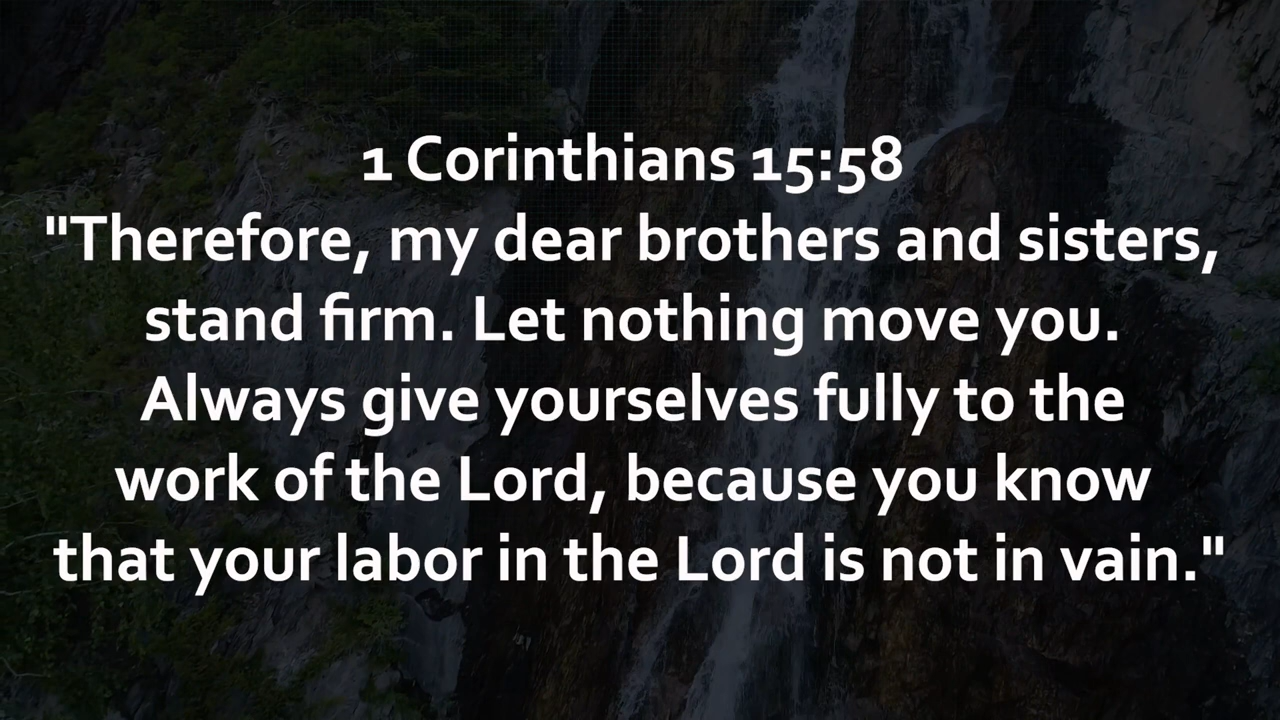 1 Corinthians 15:58
"Therefore, my dear brothers and sisters,
stand firm. Let nothing move you.
Always give yourselves fully to the
work of the Lord, because you know
that your labor in the Lord is not in vain."